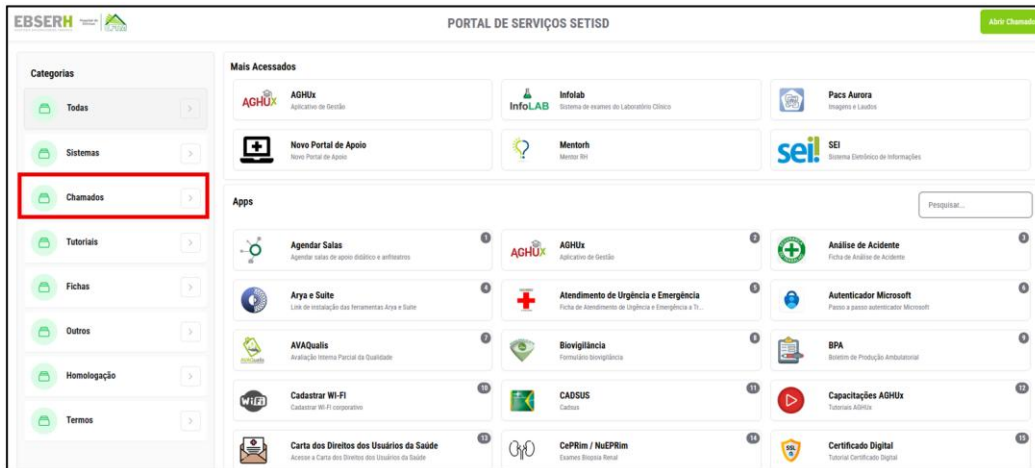 EBSERH
PORTAL DE SERVIÇOS SETISD
Abrir Chamado
Categorias
Todas
Sistemas
Chamados
Tutoriais
Fichas
Outros
Homologação
Termos
Mais Acessados
AGHUX
AGHUx
Aplicativo de Gestão
InfoLAB
Infolab
Sistema de exames do Laboratório Clínico
Pacs Aurora
Imagens e Laudos
Novo Portal de Apoio
Novo Portal de Apoio
Mentorh
Mentor RH
sei!
SEI
Sistema Eletrônico de Informações
Apps
Pesquisar...
Agendar Salas
Agendar salas de apoio didático e anfiteatros
1
AGHUX
AGHUx
Aplicativo de Gestão
2
Análise de Acidente
Ficha de Análise de Acidente
3
Arya e Suite
Link de instalação das ferramentas Arya e Suite
4
Atendimento de Urgência e Emergência
Ficha de Atendimento de Urgência e Emergência a Tr...
5
Autenticador Microsoft
Passo a passo autenticador Microsoft
6
AVAQualis
Avaliação Interna Parcial da Qualidade
7
Biovigilância
Formulário biovigilância
8
BPA
Boletim de Produção Ambulatorial
9
WiFi
Cadastrar WI-FI
Cadastrar WI-FI corporativo
10
CADSUS
Cadsus
11
Capacitações AGHUx
Tutoriais AGHUx
12
Carta dos Direitos dos Usuários da Saúde
Acesse a Carta dos Direitos dos Usuários da Saúde
13
CePRim / NuEPRim
Exames Biopsia Renal
14
SSL
Certificado Digital
Tutorial Certificado Digital
15